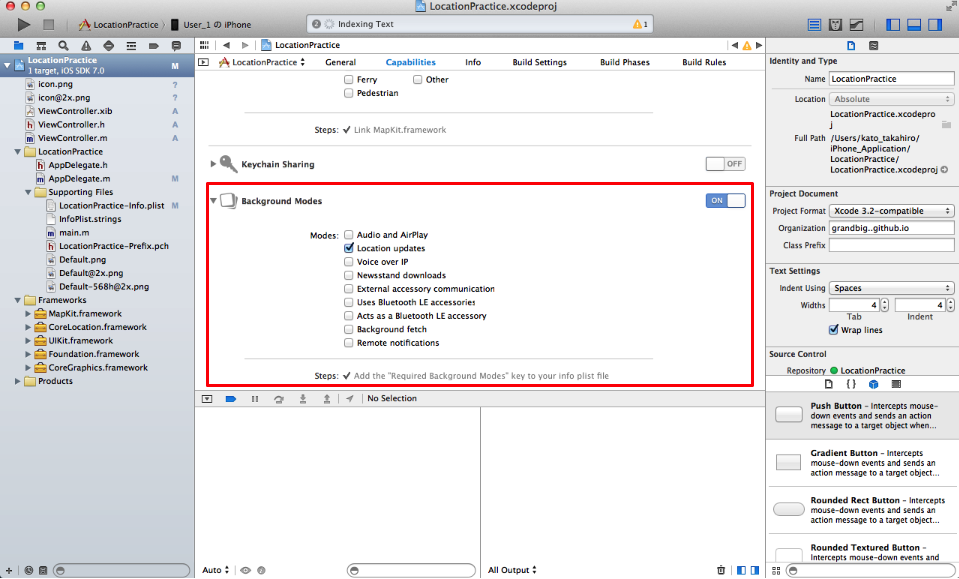 LocationPractice.xcodeproj
LocationPractice
User_1 の iPhone
2
Indexing Text
1
LocationPractice
1 target, iOS SDK 7.0
M
icon.png
?
icon@2x.png
?
ViewController.xib
A
ViewController.h
A
ViewController.m
A
LocationPractice
AppDelegate.h
AppDelegate.m
M
Supporting Files
LocationPractice-Info.plist
M
InfoPlist.strings
main.m
LocationPractice-Prefix.pch
Default.png
Default@2x.png
Default-568h@2x.png
Frameworks
MapKit.framework
CoreLocation.framework
UIKit.framework
Foundation.framework
CoreGraphics.framework
Products
LocationPractice
LocationPractice
General
Capabilities
Info
Build Settings
Build Phases
Build Rules
Ferry
Other
Pedestrian
Steps: ✓ Link MapKit.framework
Keychain Sharing
OFF
Background Modes
ON
Modes:
Audio and AirPlay
Location updates
Voice over IP
Newsstand downloads
External accessory communication
Uses Bluetooth LE accessories
Acts as a Bluetooth LE accessory
Background fetch
Remote notifications
Steps: ✓ Add the "Required Background Modes" key to your info plist file
No Selection
Auto
All Output
Identity and Type
Name
LocationPractice
Location
Absolute
LocationPractice.xcodepro
j
Full Path
/Users/kato_takahiro/
iPhone_Application/
LocationPractice/
LocationPractice.xcodeproj
Project Document
Project Format
Xcode 3.2-compatible
Organization
grandbig..github.io
Class Prefix
Text Settings
Indent Using
Spaces
Widths
4
4
Tab
Indent
Wrap lines
Source Control
Repository
LocationPractice
{ }
Push Button – Intercepts mouse-
down events and sends an action
message to a target object when...
Gradient Button – Intercepts
mouse-down events and sends an
action message to a target object...
Rounded Rect Button – Intercepts
mouse-down events and sends an
action message to a target object...
Rounded Textured Button –
Intercepts mouse-down events and